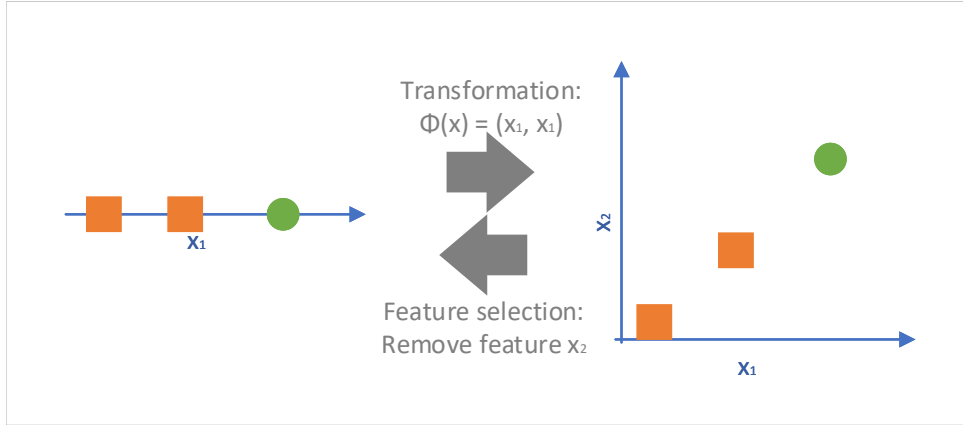 Transformation:
Φ(x) = (x₁, x₁)
x₁
Feature selection:
Remove feature x₂
x₂
x₁